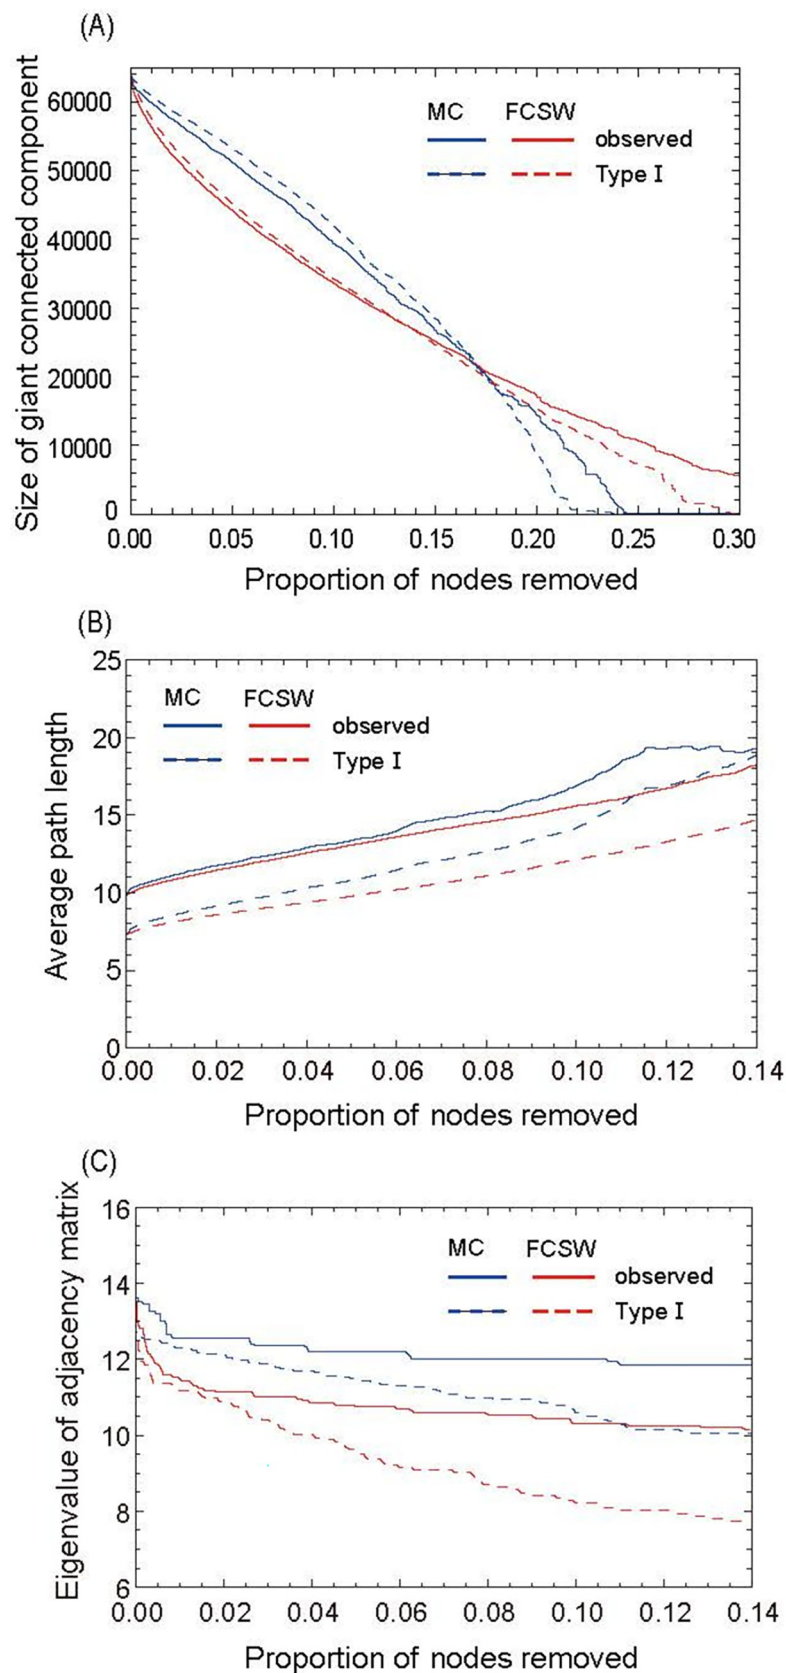 (A)
Size of giant connected component
60000
50000
40000
30000
20000
10000
0
MC FCSW
observed
Type I
0.00 0.05 0.10 0.15 0.20 0.25 0.30
Proportion of nodes removed
(B)
Average path length
25
20
15
10
5
0
MC FCSW
observed
Type I
0.00 0.02 0.04 0.06 0.08 0.10 0.12 0.14
Proportion of nodes removed
(C)
Eigenvalue of adjacency matrix
16
14
12
10
8
6
MC FCSW
observed
Type I
0.00 0.02 0.04 0.06 0.08 0.10 0.12 0.14
Proportion of nodes removed